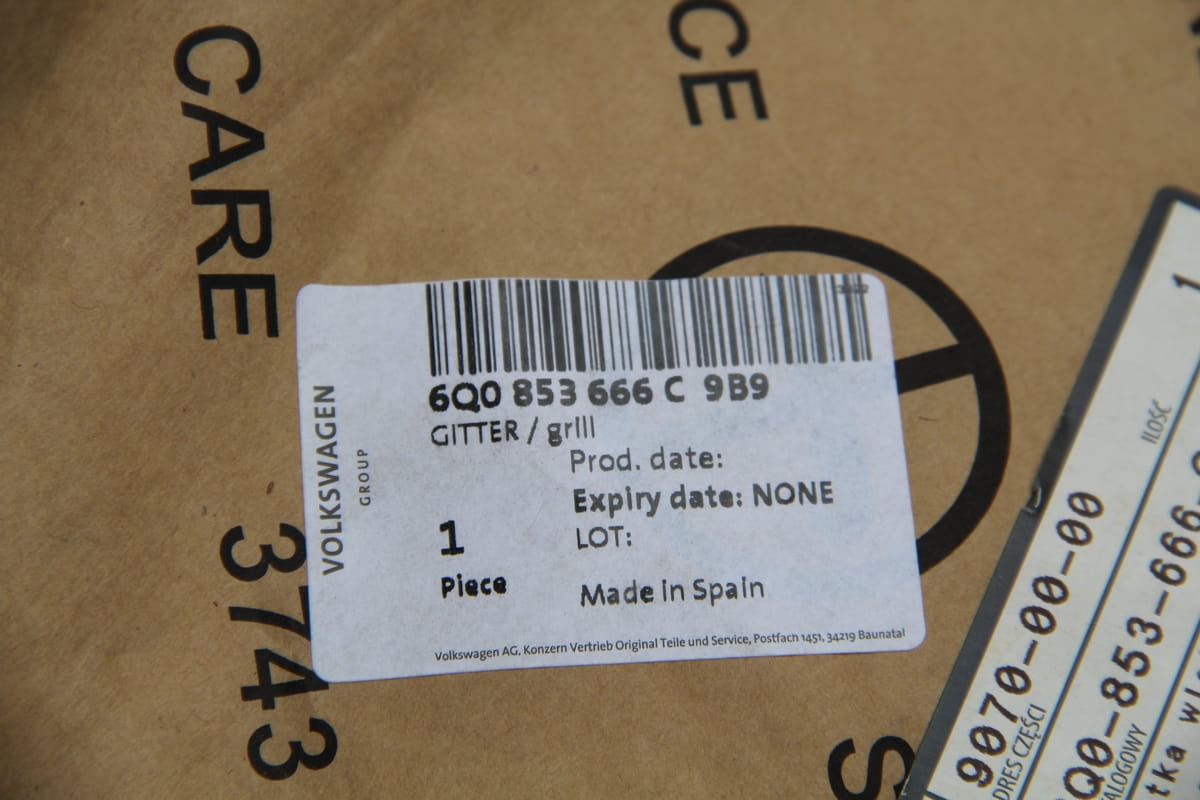 CARE
CE
3743
S
VOLKSWAGEN
GROUP
6Q0 853 666 C 9B9
GITTER / grill
Prod. date:
Expiry date: NONE
1
LOT:
Piece
Made in Spain
Volkswagen AG, Konzern Vertrieb Original Teile und Service, Postfach 1451, 34219 Baunatal
1
ILOŚĆ
9070-00-00
DRES CZĘŚCI
Q0-853-666-
ALOGOWY
tka